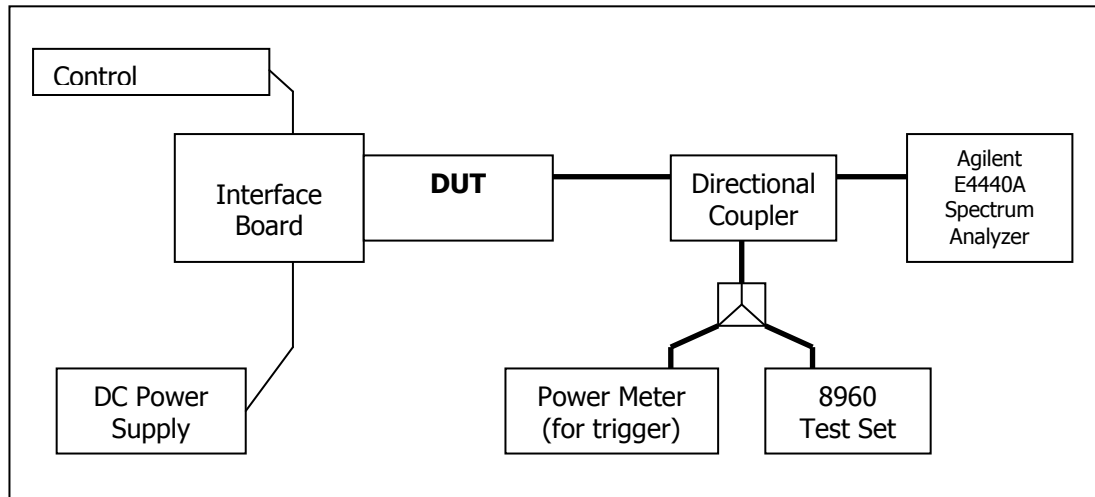 Control
Interface
Board
DUT
Directional
Coupler
Agilent
E4440A
Spectrum
Analyzer
DC Power
Supply
Power Meter
(for trigger)
8960
Test Set